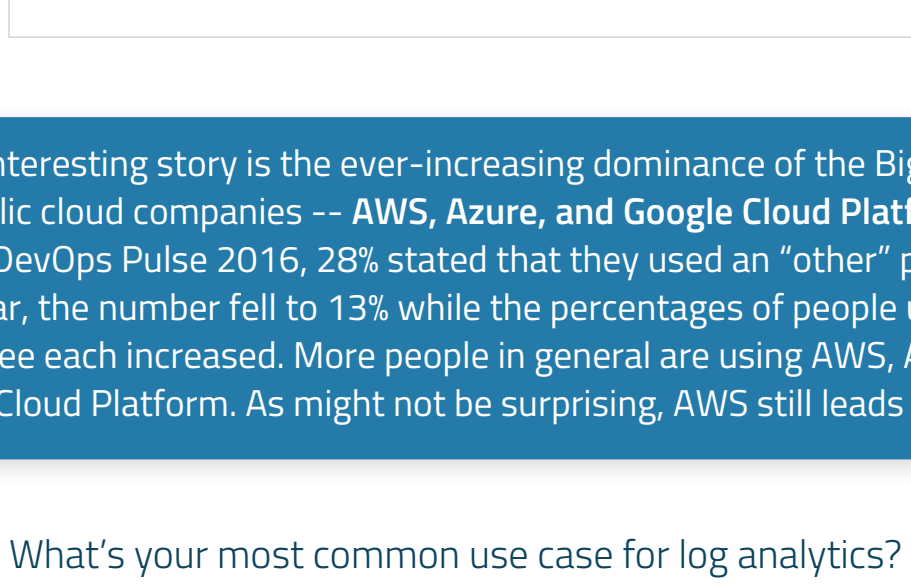 nteresting story is the ever-increasing dominance of the Big
lic cloud companies -- AWS, Azure, and Google Cloud Platf
DevOps Pulse 2016, 28% stated that they used an “other” p
ar, the number fell to 13% while the percentages of people u
ee each increased. More people in general are using AWS, A
Cloud Platform. As might not be surprising, AWS still leads
What’s your most common use case for log analytics?